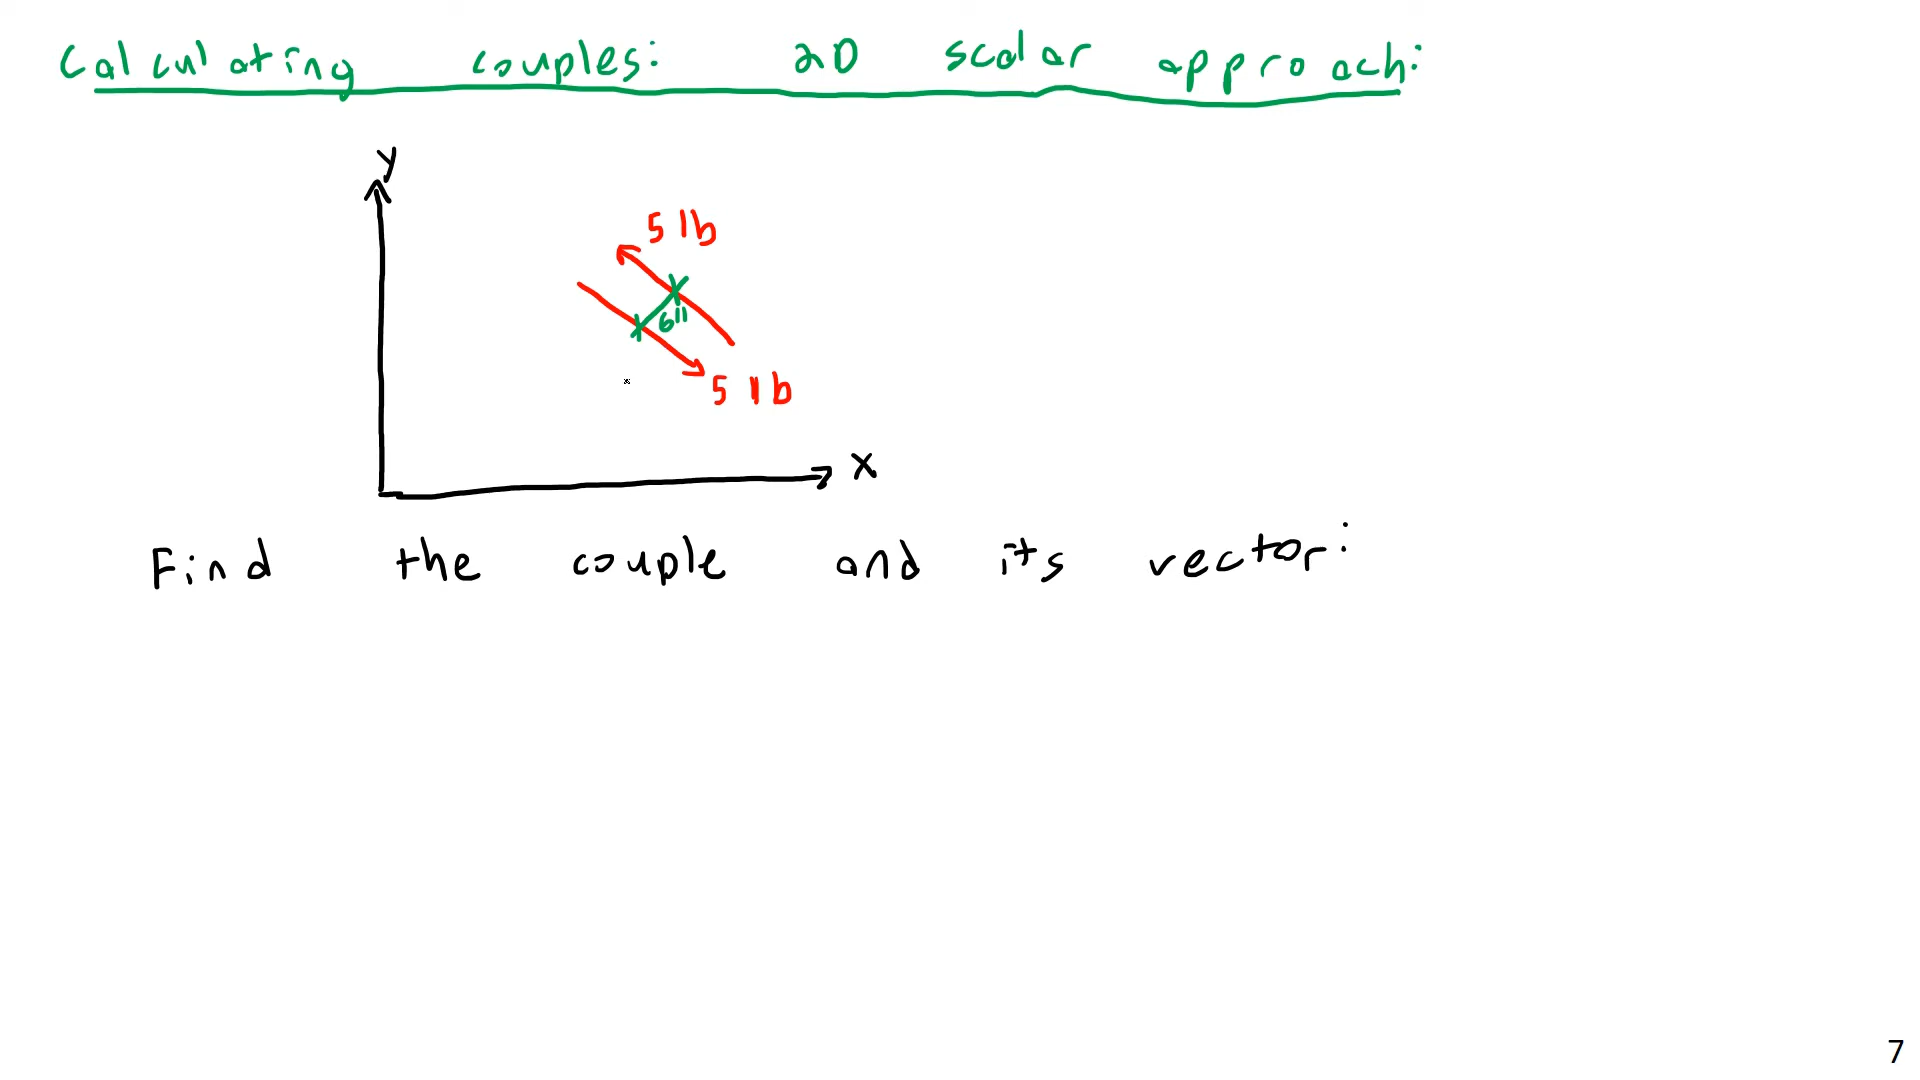 Calculating couples: 2D scalar approach:
y
5 lb
6"
5 lb
x
Find the couple and its vector:
7